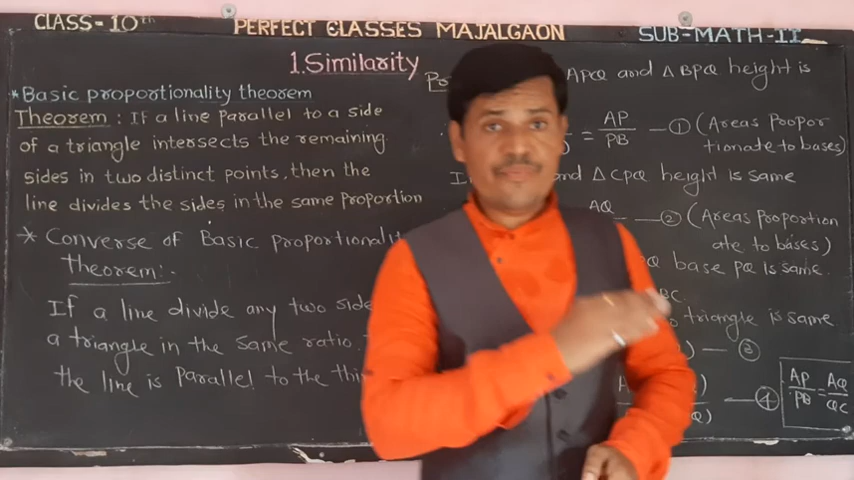 CLASS-10th
PERFECT CLASSES MAJALGAON
SUB-MATH-II
1.Similarity
*Basic proportionality theorem
Theorem : If a line parallel to a side
of a triangle intersects the remaining
sides in two distinct points, then the
line divides the sides in the same proportion
* Converse of Basic proportionality
theorem:-
If a line divide any two side
a triangle in the same ratio
the line is parallel to the
APQ and Δ BPQ height is
= AP/PB — ① (Areas Poopor
tionate to bases)
and Δ CPQ height is same
AQ — ② (Areas Proportion
ate to bases)
base PQ is same.
BC.
triangle is same
) — ③
— ④
AP/PB = AQ/QC